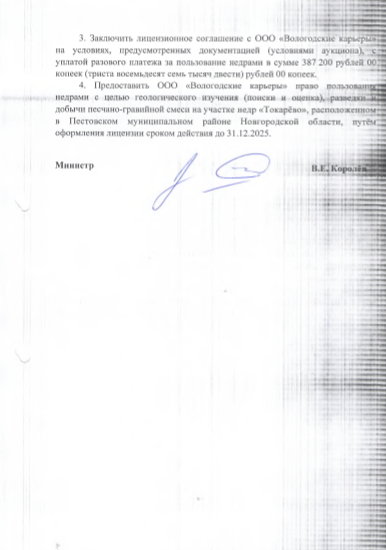 3. Заключить лицензионное соглашение с ООО «Вологодские карьеры»
на условиях, предусмотренных документацией (условиями аукциона), с
уплатой разового платежа за пользование недрами в сумме 387 200 рублей 00
копеек (триста восемьдесят семь тысяч двести) рублей 00 копеек.
4. Предоставить ООО «Вологодские карьеры» право пользования
недрами с целью геологического изучения (поиски и оценка), разведки и
добычи песчано-гравийной смеси на участке недр «Токарёво», расположенном
в Пестовском муниципальном районе Новгородской области, путём
оформления лицензии сроком действия до 31.12.2025.
Министр В.Е. Королёв